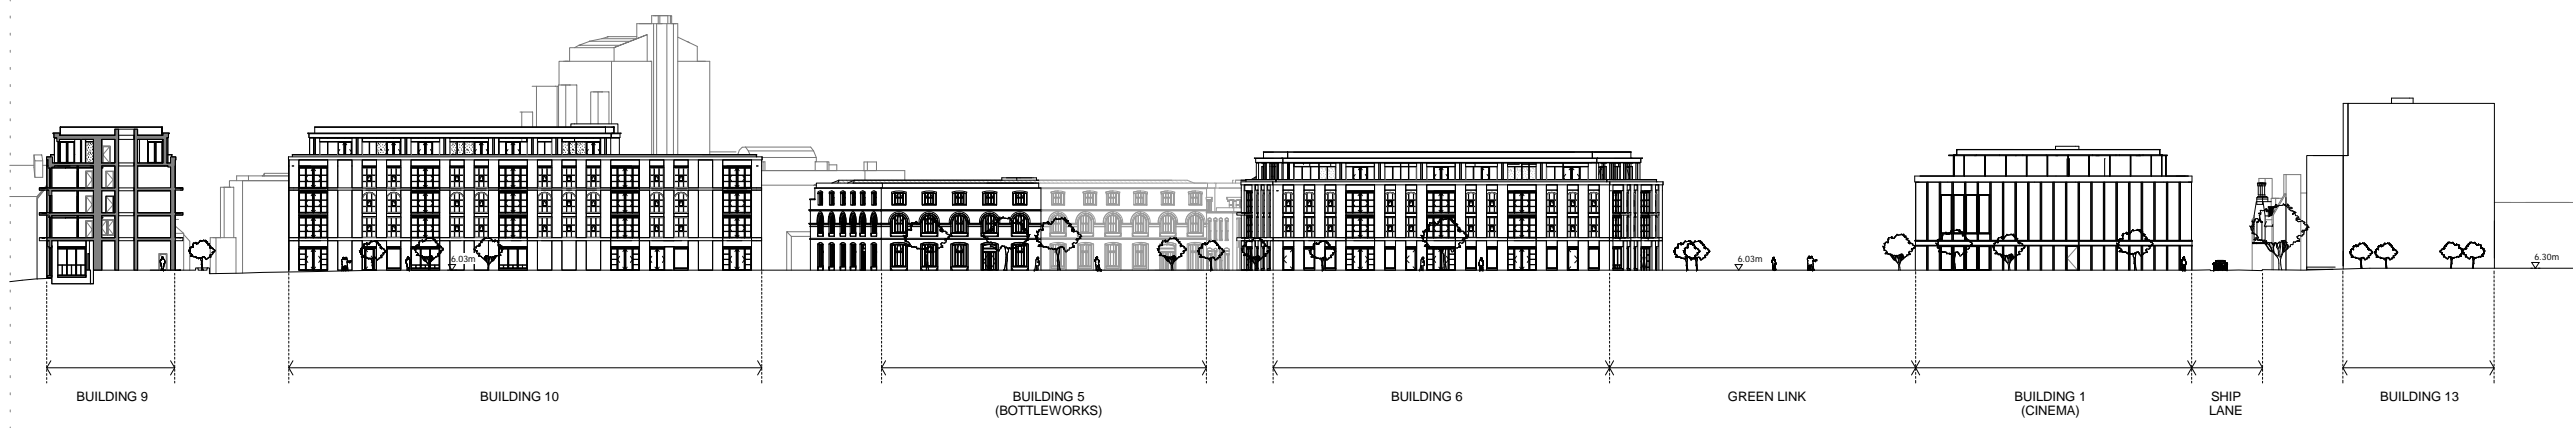 6.03m
6.03m
6.30m
BUILDING 9
BUILDING 10
BUILDING 5
(BOTTLEWORKS)
BUILDING 6
GREEN LINK
BUILDING 1
(CINEMA)
SHIP
LANE
BUILDING 13